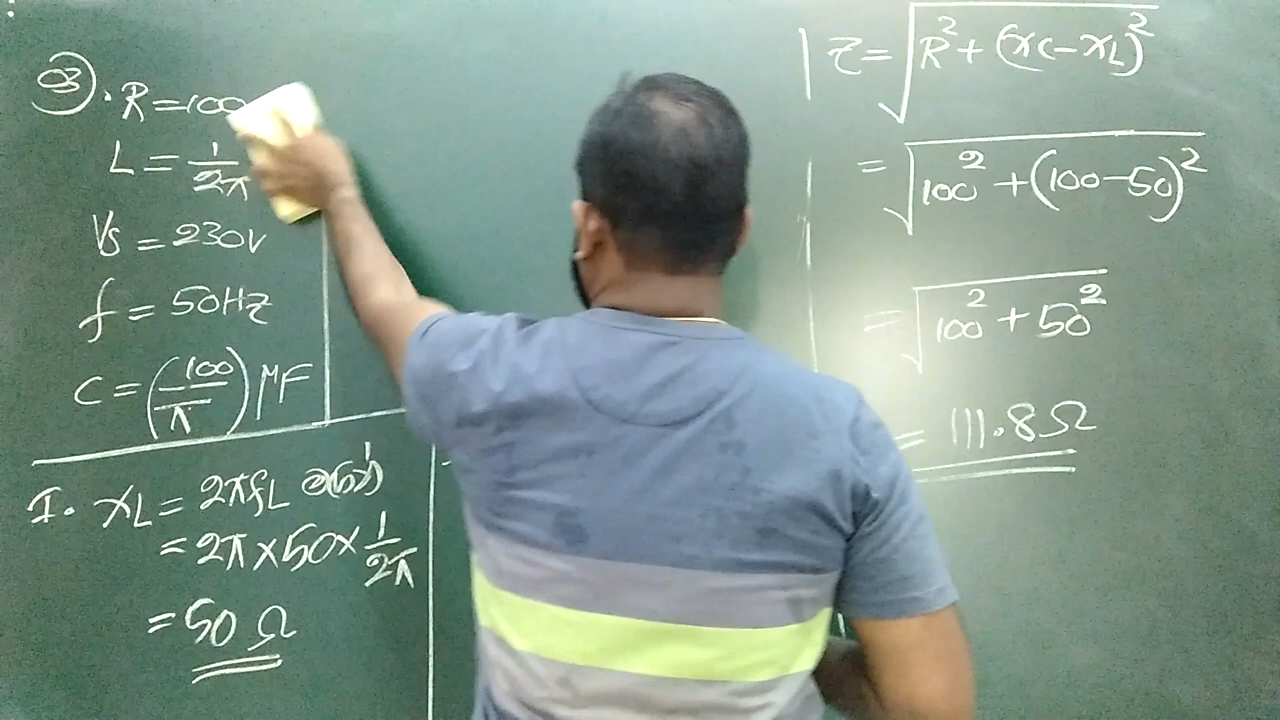 03. R = 100
L = 1/2π
Vs = 230V
f = 50Hz
C = (100/π) μF
I. XL = 2πfL
= 2π × 50 × 1/2π
= 50 Ω
Z = √R² + (XC - XL)²
= √100² + (100 - 50)²
= √100² + 50²
= 111.8 Ω